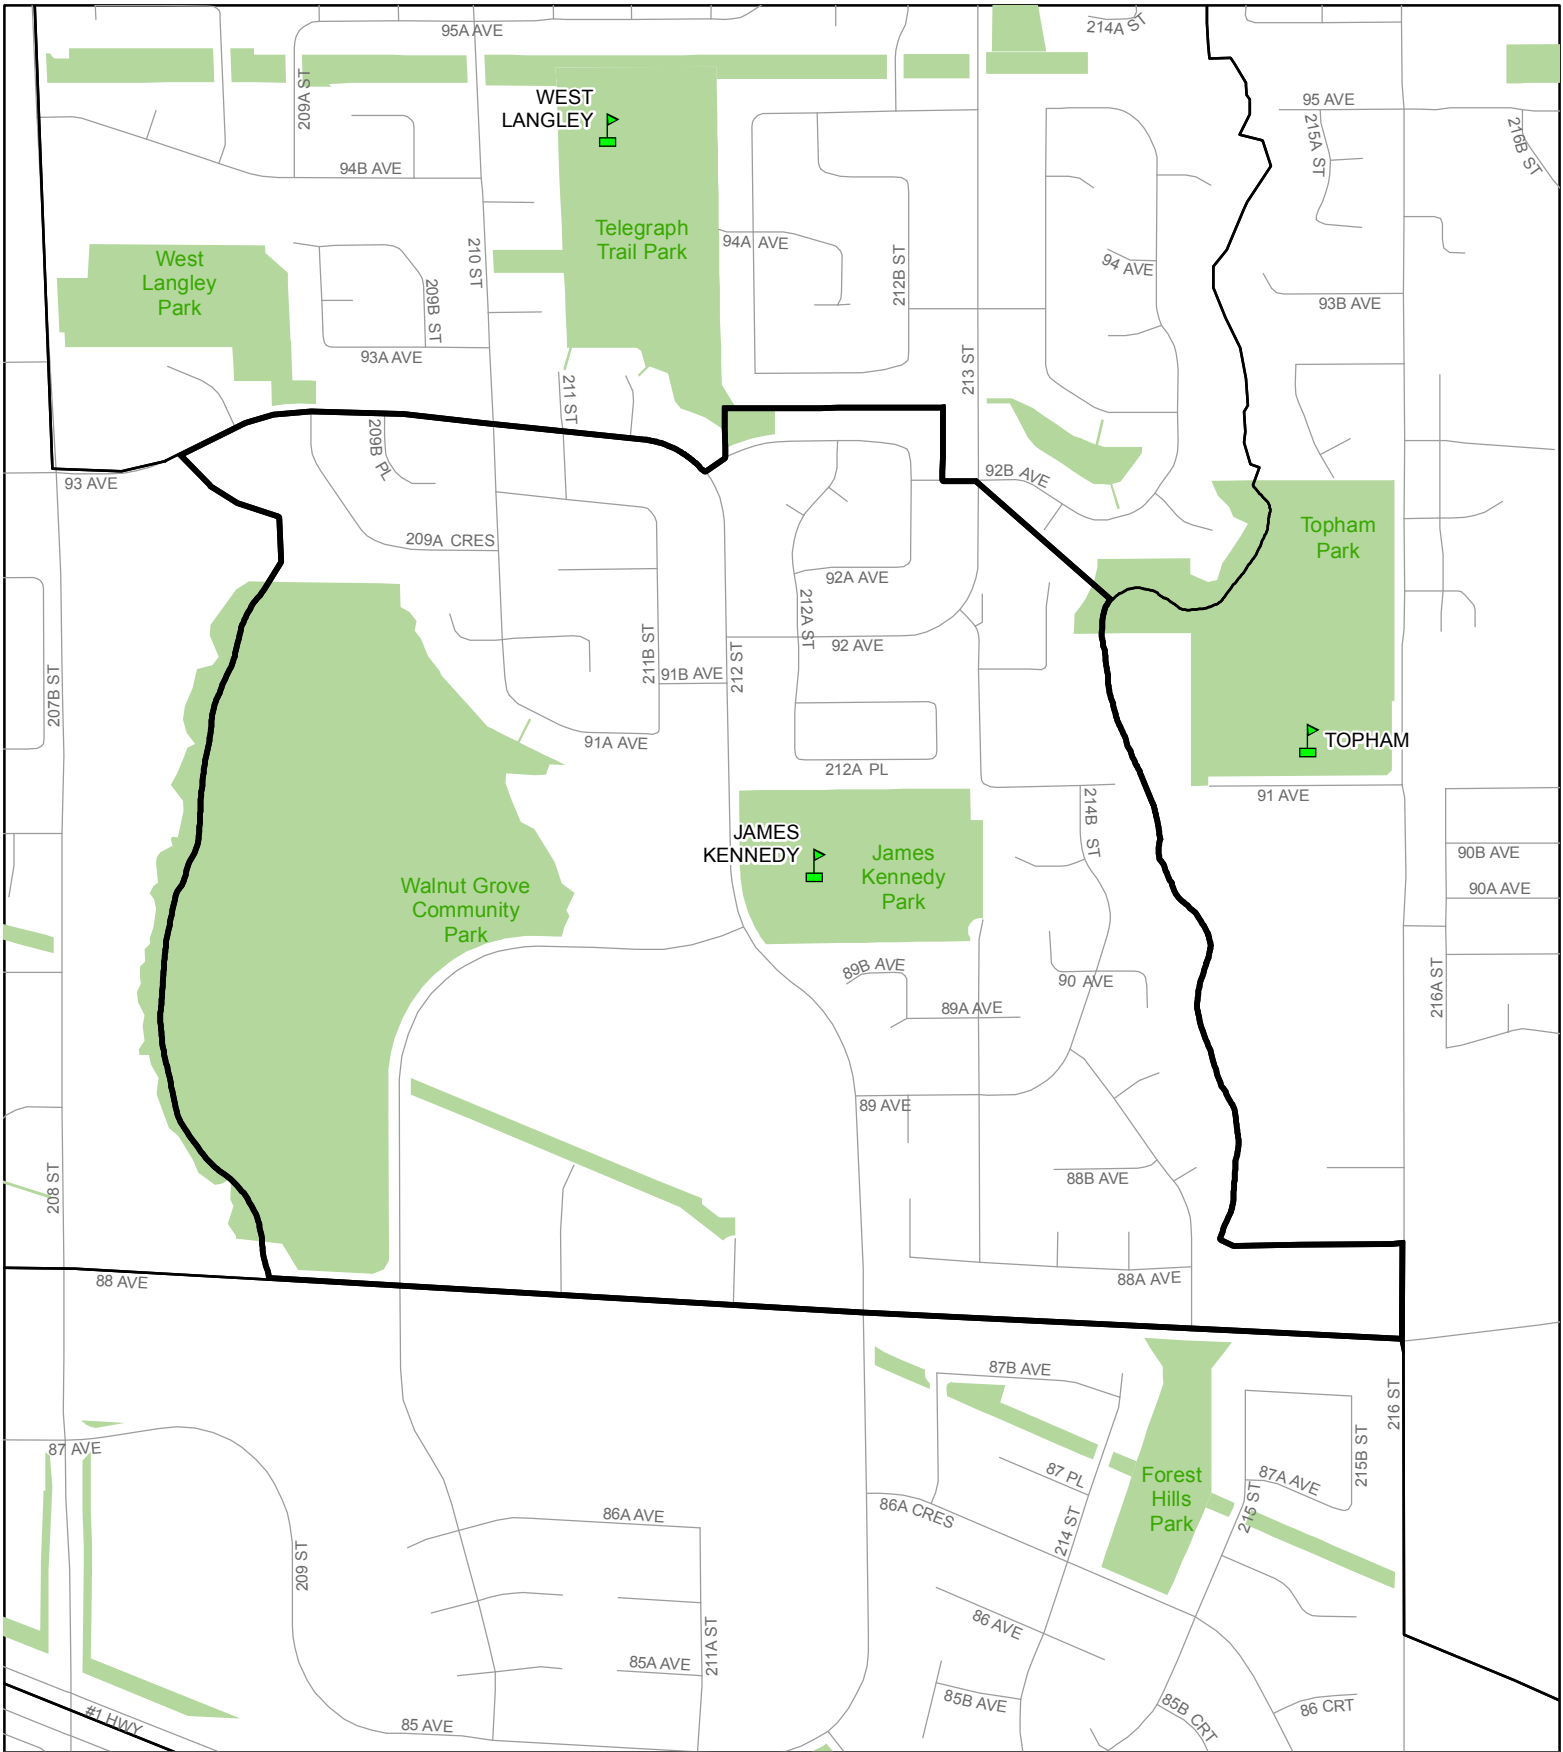 95A AVE
214A ST
209A ST
WEST
LANGLEY
95 AVE
215A ST
216B ST
94B AVE
Telegraph
Trail Park
94A AVE
212B ST
94 AVE
210 ST
West
Langley
Park
209B ST
93B AVE
93A AVE
213 ST
211 ST
209B PL
93 AVE
92B AVE
Topham
Park
209A CRES
92A AVE
212A ST
92 AVE
211B ST
91B AVE
212 ST
207B ST
91A AVE
212A PL
TOPHAM
91 AVE
214B ST
JAMES
KENNEDY
James
Kennedy
Park
90B AVE
90A AVE
Walnut Grove
Community
Park
89B AVE
90 AVE
89A AVE
216A ST
89 AVE
88B AVE
208 ST
88 AVE
88A AVE
87B AVE
216 ST
87 AVE
215B ST
87 PL
87A AVE
Forest
Hills
Park
215 ST
86A CRES
86A AVE
214 ST
209 ST
86 AVE
211A ST
85A AVE
85B AVE
85B CRT
86 CRT
#1 HWY
85 AVE